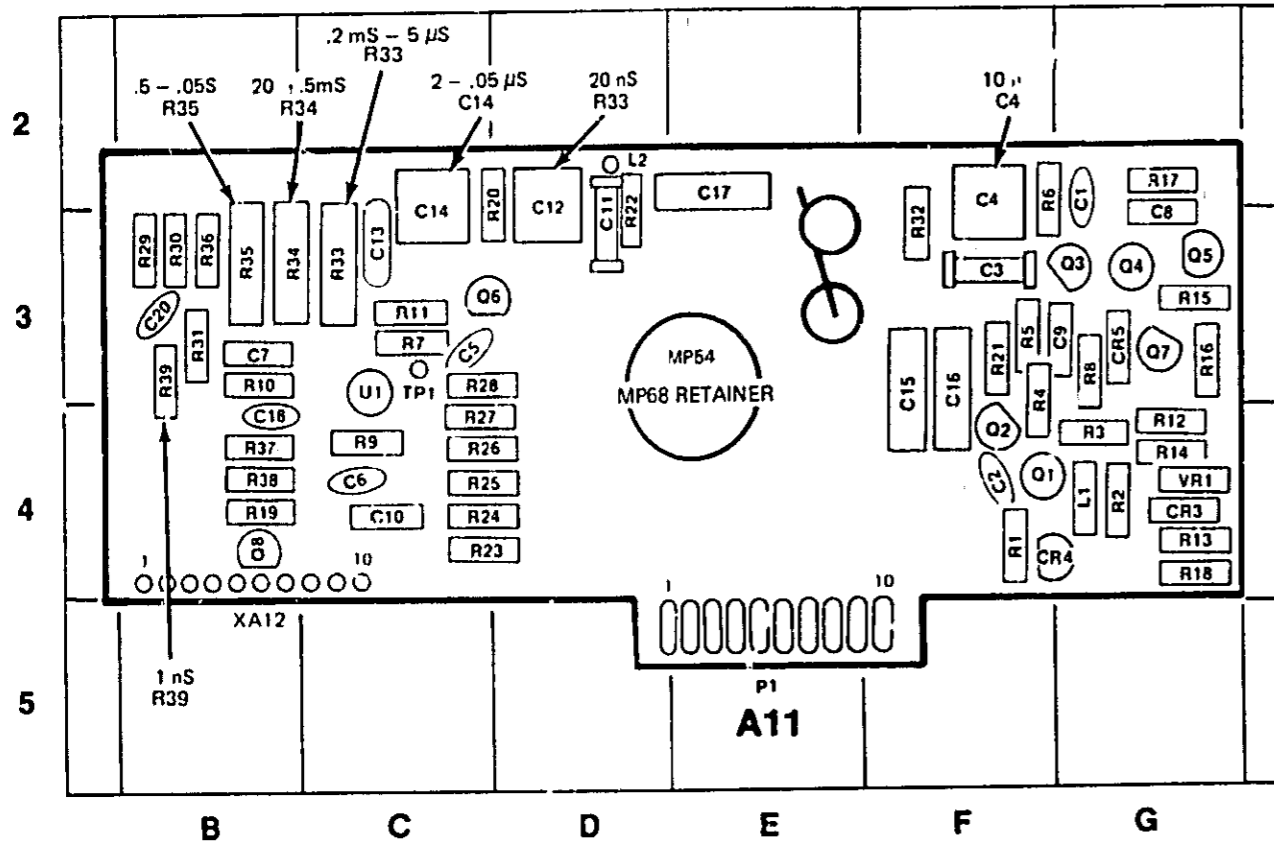 .2 mS – 5 µS
R33
.5 – .05S
R35
20 .5mS
R34
2 – .05 µS
C14
20 nS
R33
10
C4
2
L2
C14
R20
C12
C11
R22
C17
R32
C4
R6
C1
R17
C8
R29
R30
R36
R35
R34
R33
C13
Q6
C3
Q3
Q4
Q5
R15
3
C20
R31
R39
C7
R10
R11
R7
C5
U1
TP1
R28
MP54
MP68 RETAINER
C15
C16
R21
R5
C9
R4
R8
CR5
Q7
R16
C18
R37
R38
R19
Q8
R9
C6
C10
R27
R26
R25
R24
R23
Q2
C2
Q1
R1
CR4
R3
L1
R2
R12
R14
VR1
CR3
R13
R18
4
1
10
XA12
1
10
1 nS
R39
P1
A11
5
B
C
D
E
F
G